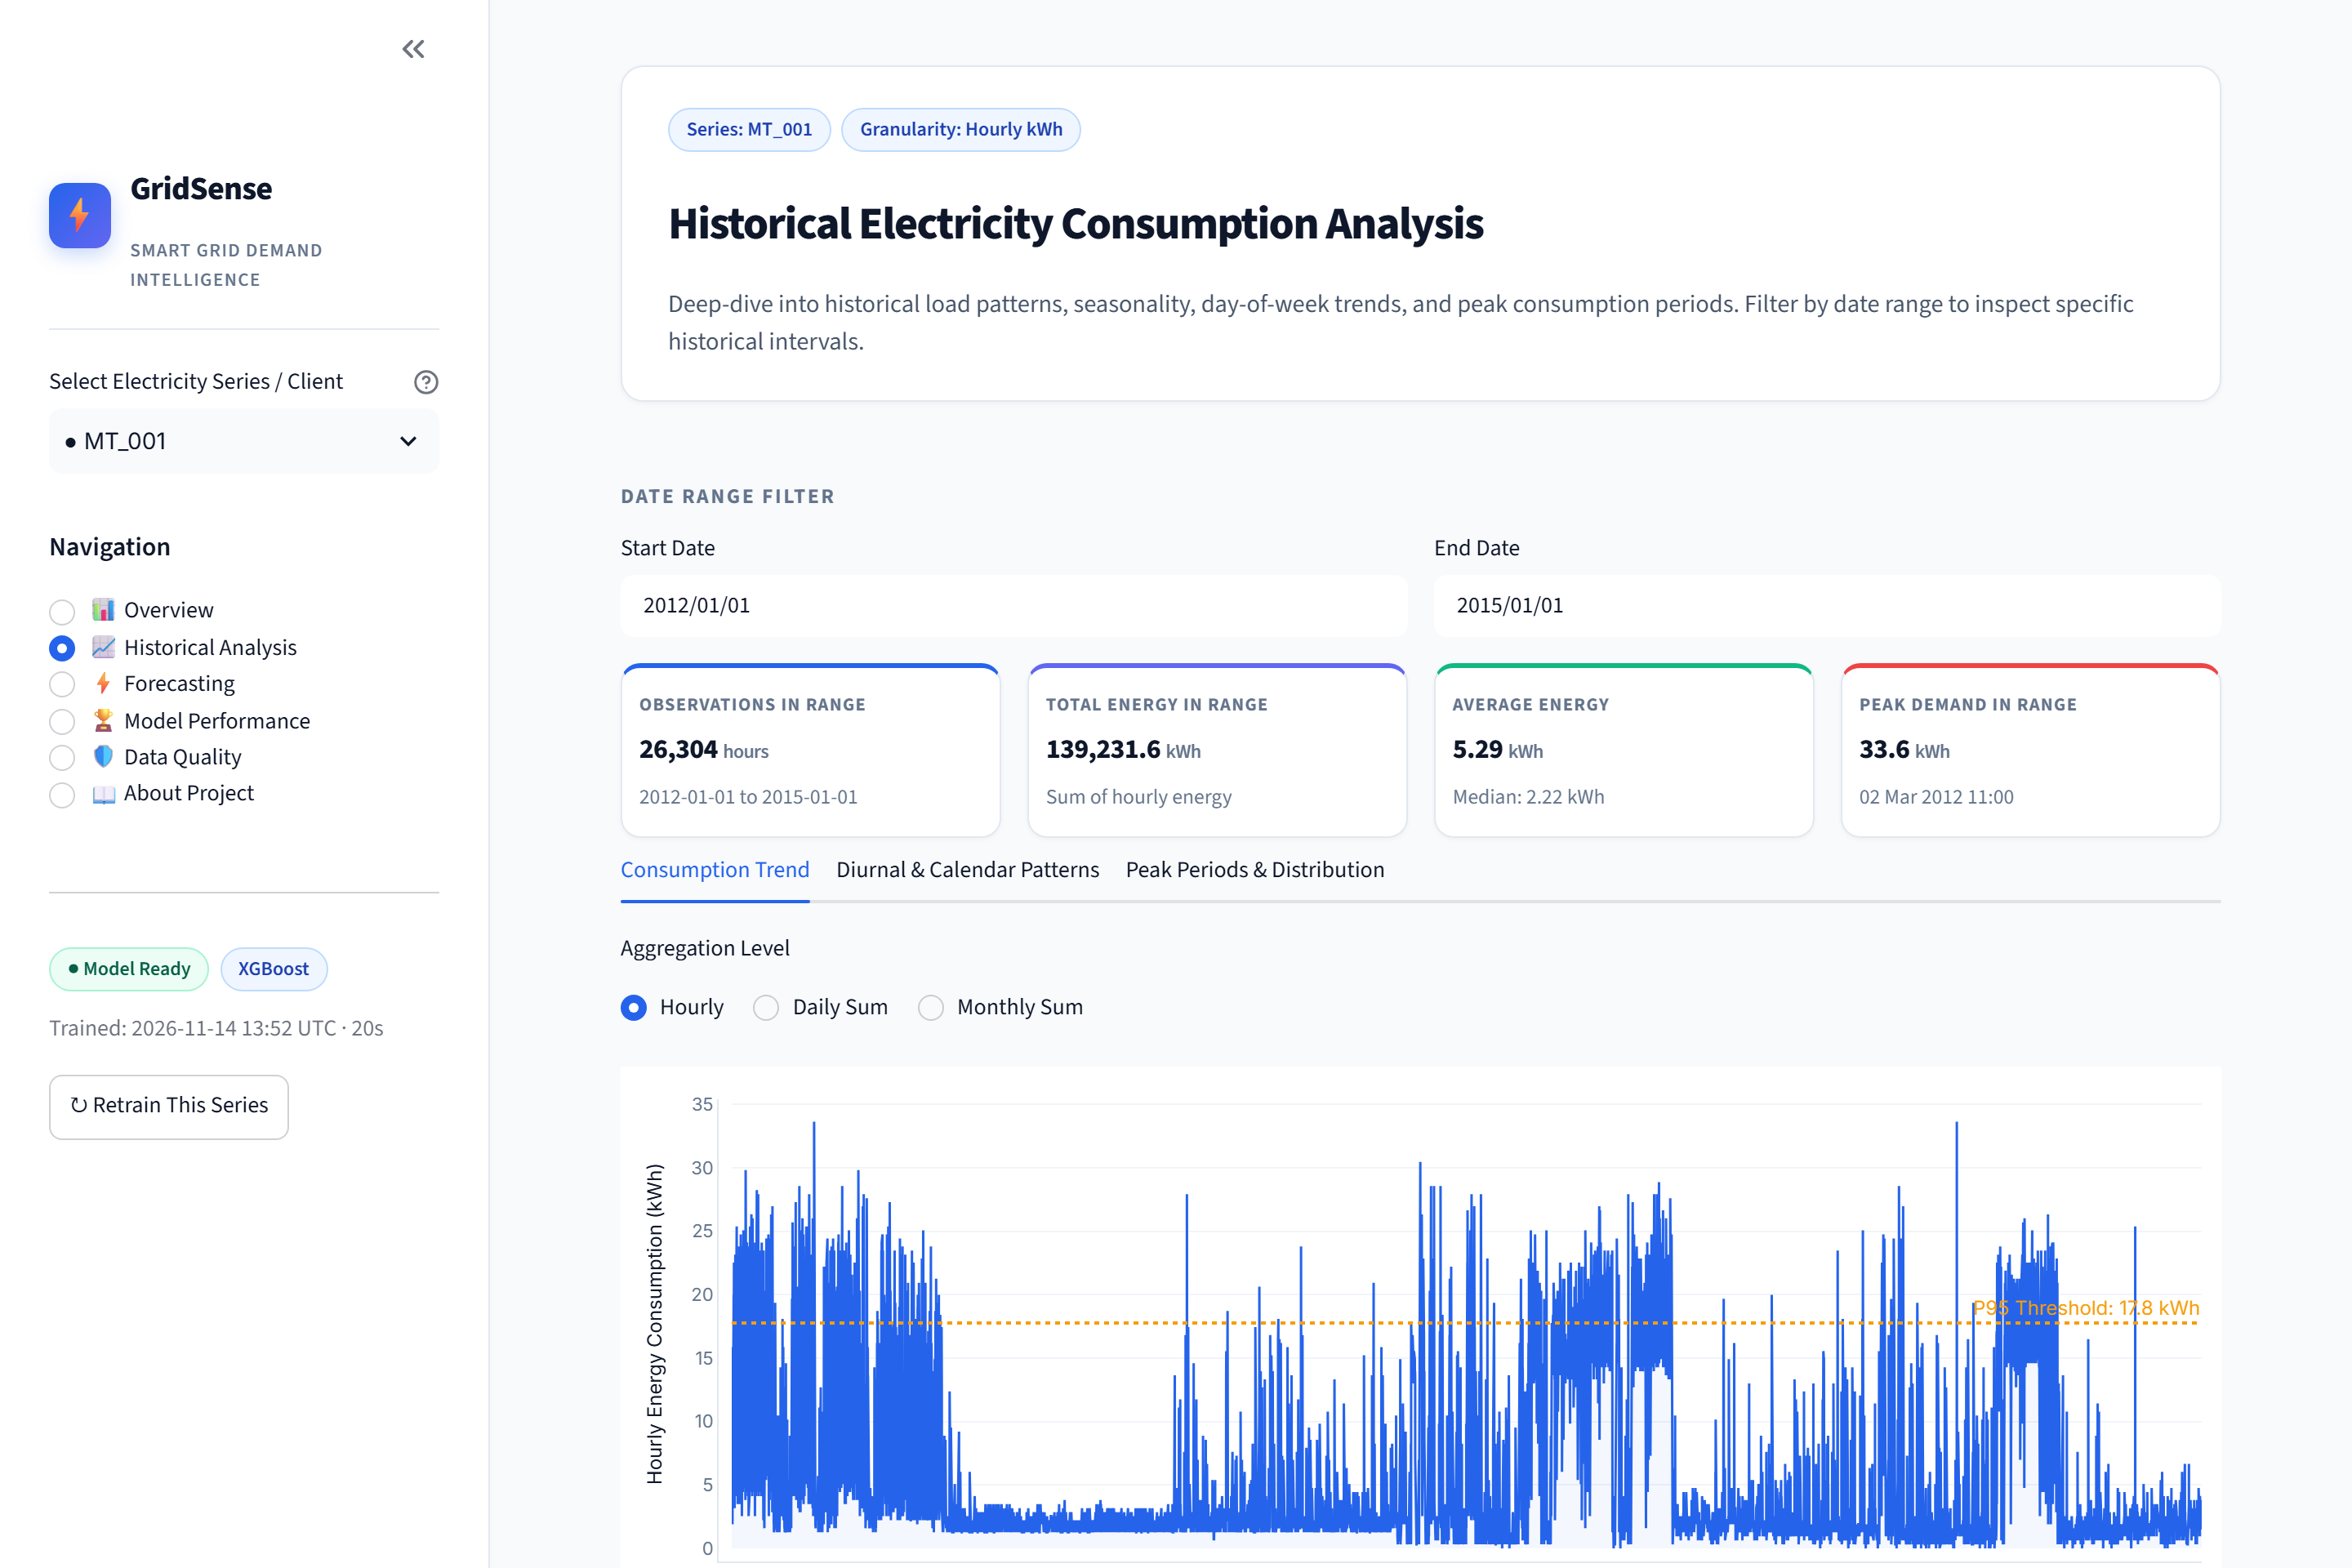 GridSense
SMART GRID DEMAND
INTELLIGENCE
Select Electricity Series / Client
● MT_001
Navigation
Overview
Historical Analysis
Forecasting
Model Performance
Data Quality
About Project
● Model Ready
XGBoost
Trained: 2026-11-14 13:52 UTC · 20s
↻ Retrain This Series
Series: MT_001
Granularity: Hourly kWh
Historical Electricity Consumption Analysis
Deep-dive into historical load patterns, seasonality, day-of-week trends, and peak consumption periods. Filter by date range to inspect specific
historical intervals.
DATE RANGE FILTER
Start Date
2012/01/01
End Date
2015/01/01
OBSERVATIONS IN RANGE
26,304 hours
2012-01-01 to 2015-01-01
TOTAL ENERGY IN RANGE
139,231.6 kWh
Sum of hourly energy
AVERAGE ENERGY
5.29 kWh
Median: 2.22 kWh
PEAK DEMAND IN RANGE
33.6 kWh
02 Mar 2012 11:00
Consumption Trend
Diurnal & Calendar Patterns
Peak Periods & Distribution
Aggregation Level
Hourly
Daily Sum
Monthly Sum
Hourly Energy Consumption (kWh)
35
30
25
20
15
10
5
0
P95 Threshold: 17.8 kWh